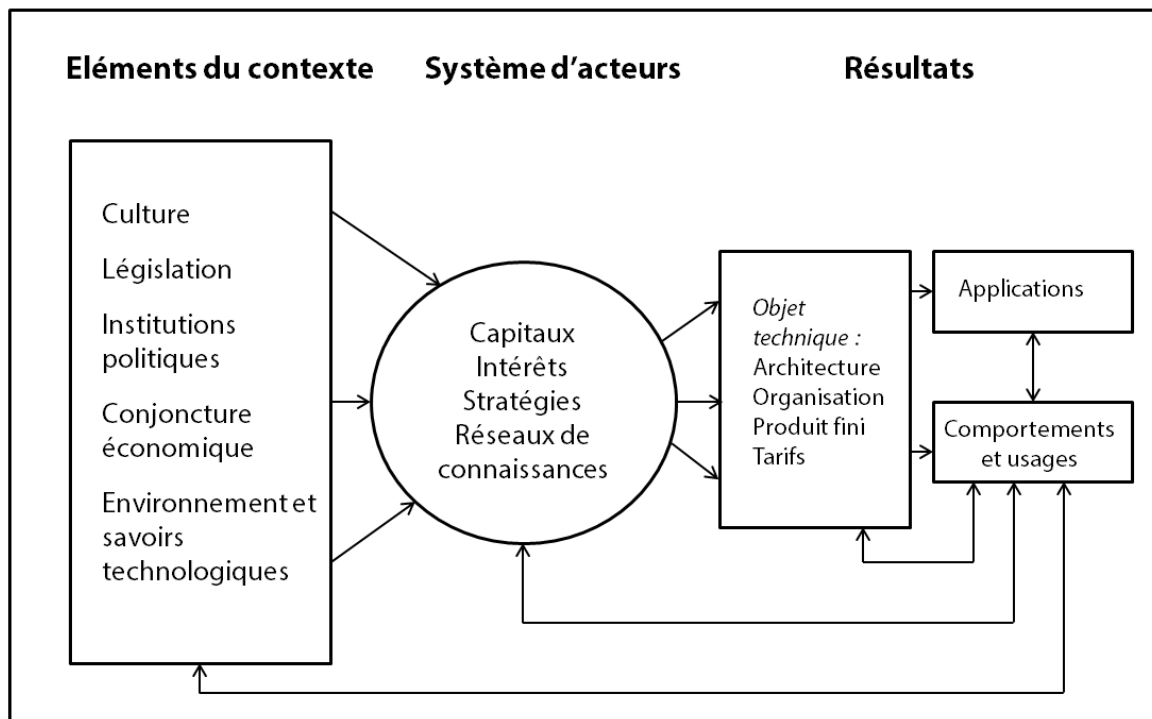 Eléments du contexte
Système d'acteurs
Résultats
Culture
Législation
Institutions
politiques
Conjoncture
économique
Environnement et
savoirs
technologiques
Capitaux
Intérêts
Stratégies
Réseaux de
connaissances
Objet
technique :
Architecture
Organisation
Produit fini
Tarifs
Applications
Comportements
et usages